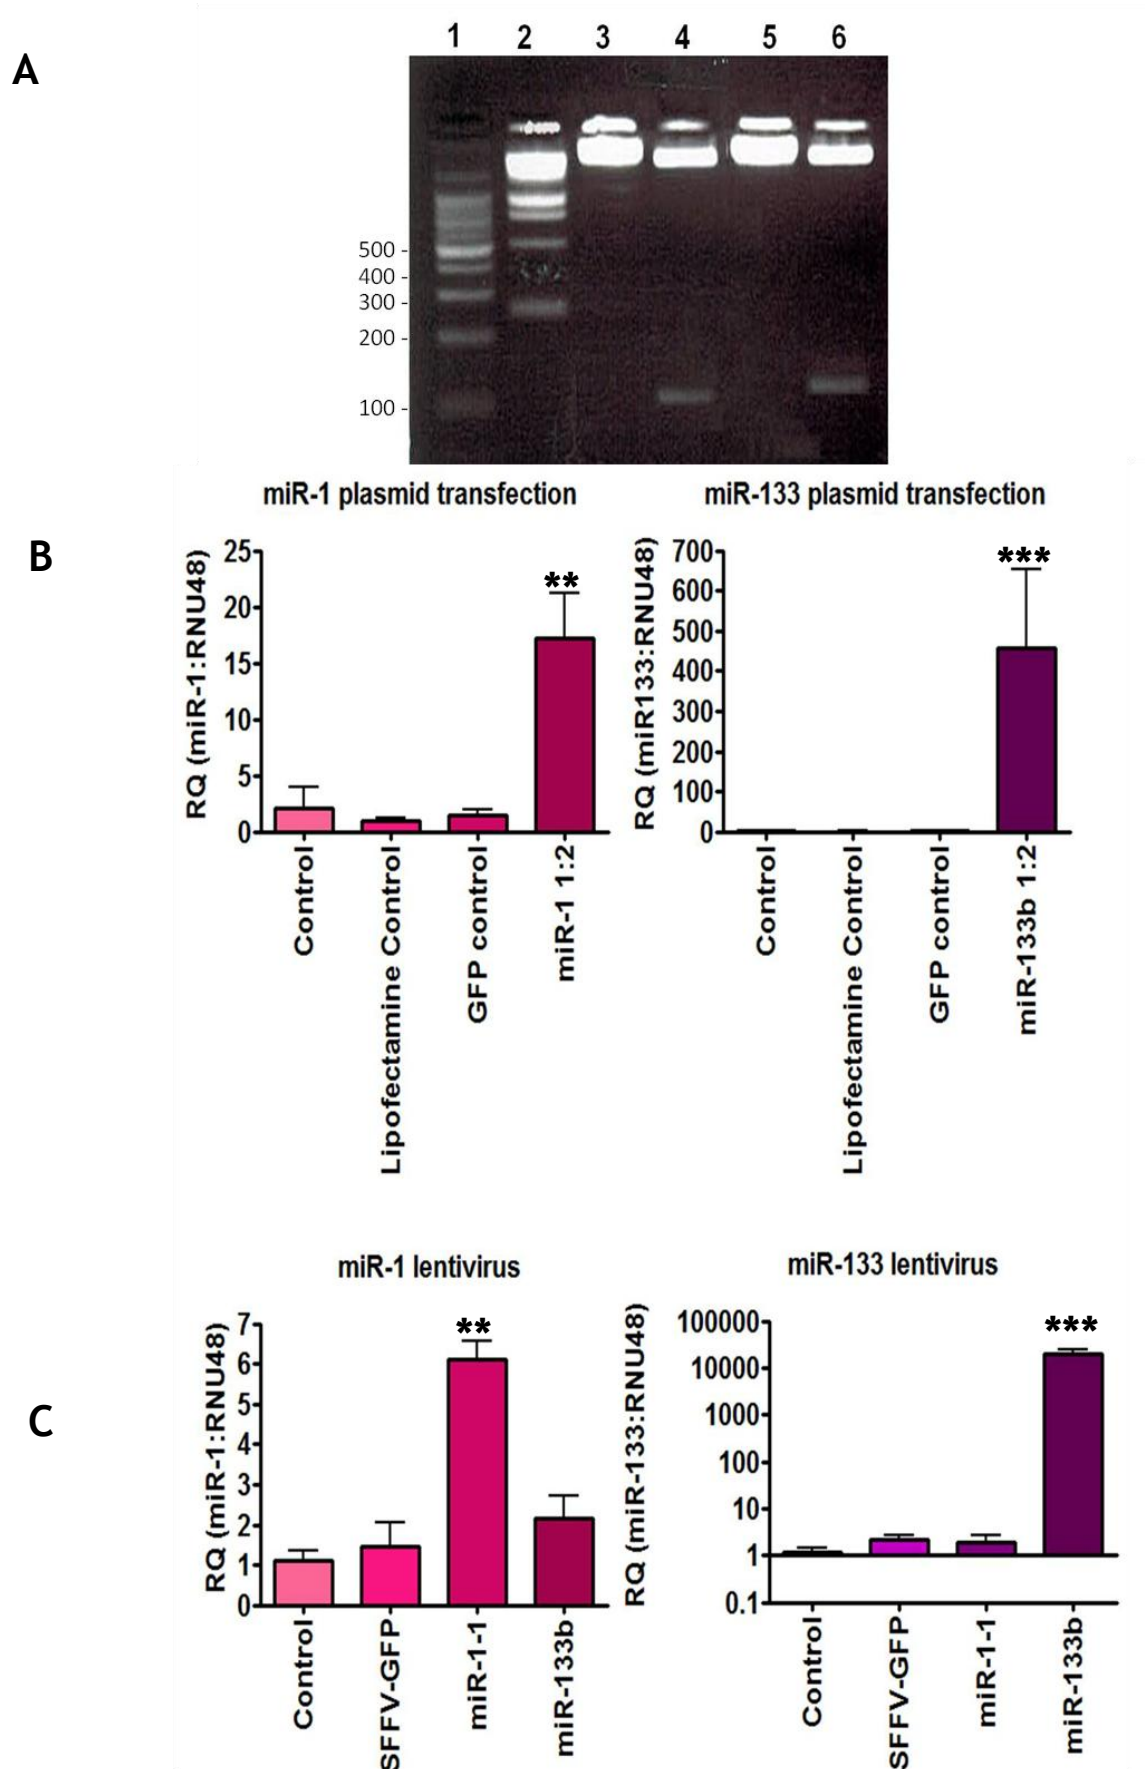 A
1 2 3 4 5 6
500 -
400 -
300 -
200 -
100 -
B
miR-1 plasmid transfection
RQ (miR-1:RNU48)
25
20
15
10
5
0
**
Control
Lipofectamine Control
GFP control
miR-1 1:2
miR-133 plasmid transfection
RQ (miR133:RNU48)
700
600
500
400
300
200
100
0
***
Control
Lipofectamine Control
GFP control
miR-133b 1:2
C
miR-1 lentivirus
RQ (miR-1:RNU48)
7
6
5
4
3
2
1
0
**
Control
SFFV-GFP
miR-1-1
miR-133b
miR-133 lentivirus
RQ (miR-133:RNU48)
100000
10000
1000
100
10
1
0.1
***
Control
SFFV-GFP
miR-1-1
miR-133b